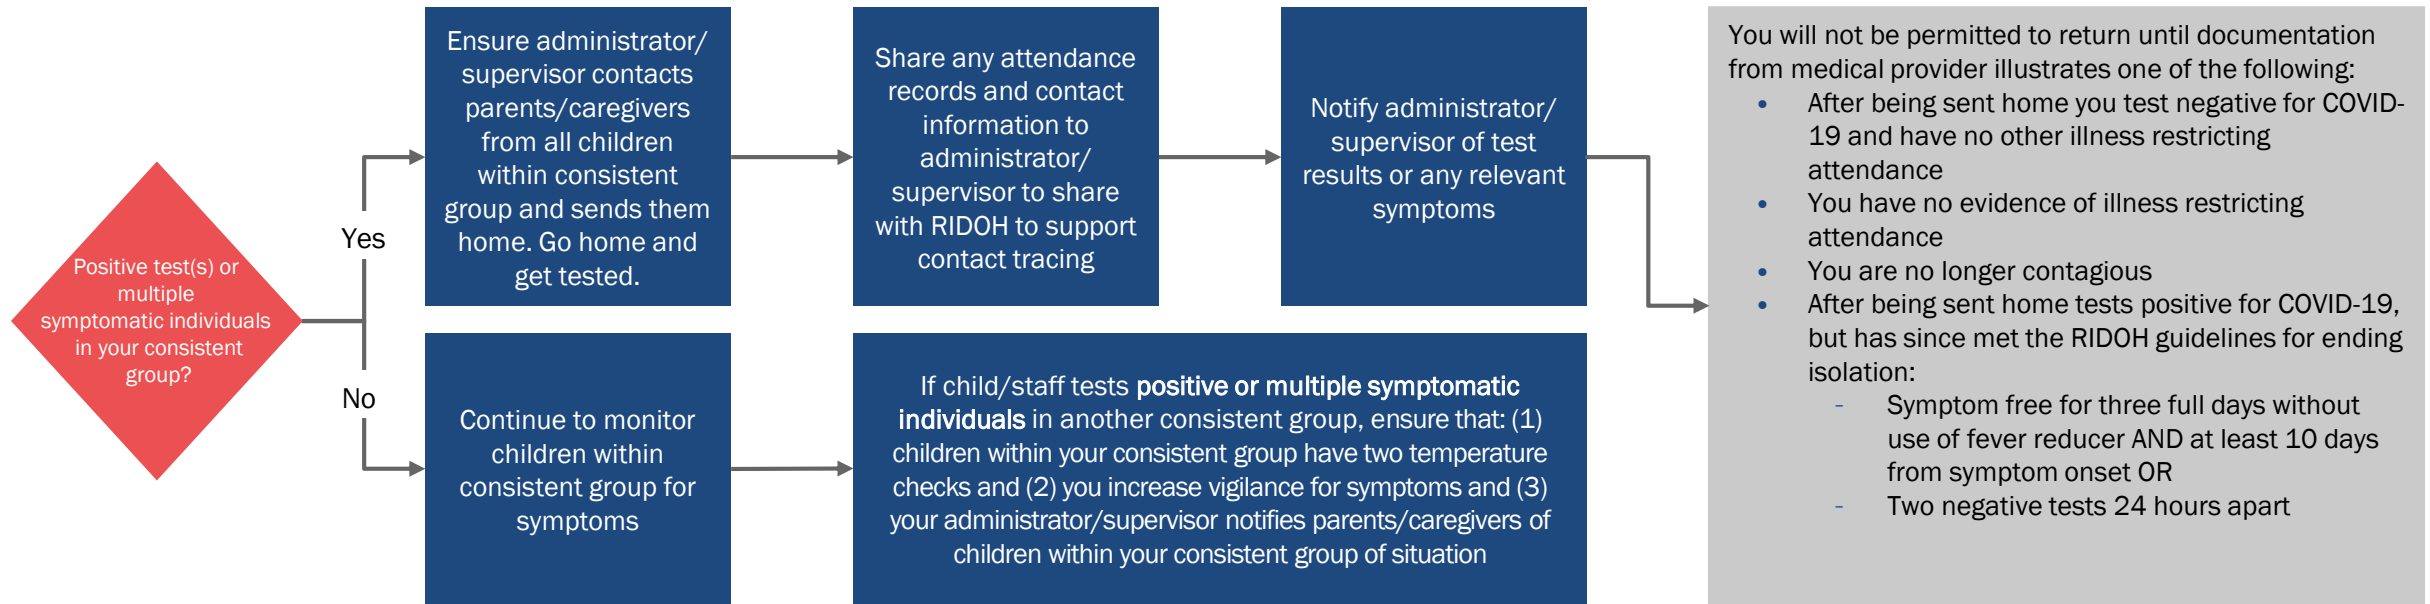 Positive test(s) or
multiple
symptomatic individuals
in your consistent
group?
Yes
Ensure administrator/
supervisor contacts
parents/caregivers
from all children
within consistent
group and sends them
home. Go home and
get tested.
Share any attendance
records and contact
information to
administrator/
supervisor to share
with RIDOH to support
contact tracing
Notify administrator/
supervisor of test
results or any relevant
symptoms
You will not be permitted to return until documentation
from medical provider illustrates one of the following:
• After being sent home you test negative for COVID-
19 and have no other illness restricting
attendance
• You have no evidence of illness restricting
attendance
• You are no longer contagious
• After being sent home tests positive for COVID-19,
but has since met the RIDOH guidelines for ending
isolation:
- Symptom free for three full days without
use of fever reducer AND at least 10 days
from symptom onset OR
- Two negative tests 24 hours apart
No
Continue to monitor
children within
consistent group for
symptoms
If child/staff tests positive or multiple symptomatic
individuals in another consistent group, ensure that: (1)
children within your consistent group have two temperature
checks and (2) you increase vigilance for symptoms and (3)
your administrator/supervisor notifies parents/caregivers of
children within your consistent group of situation